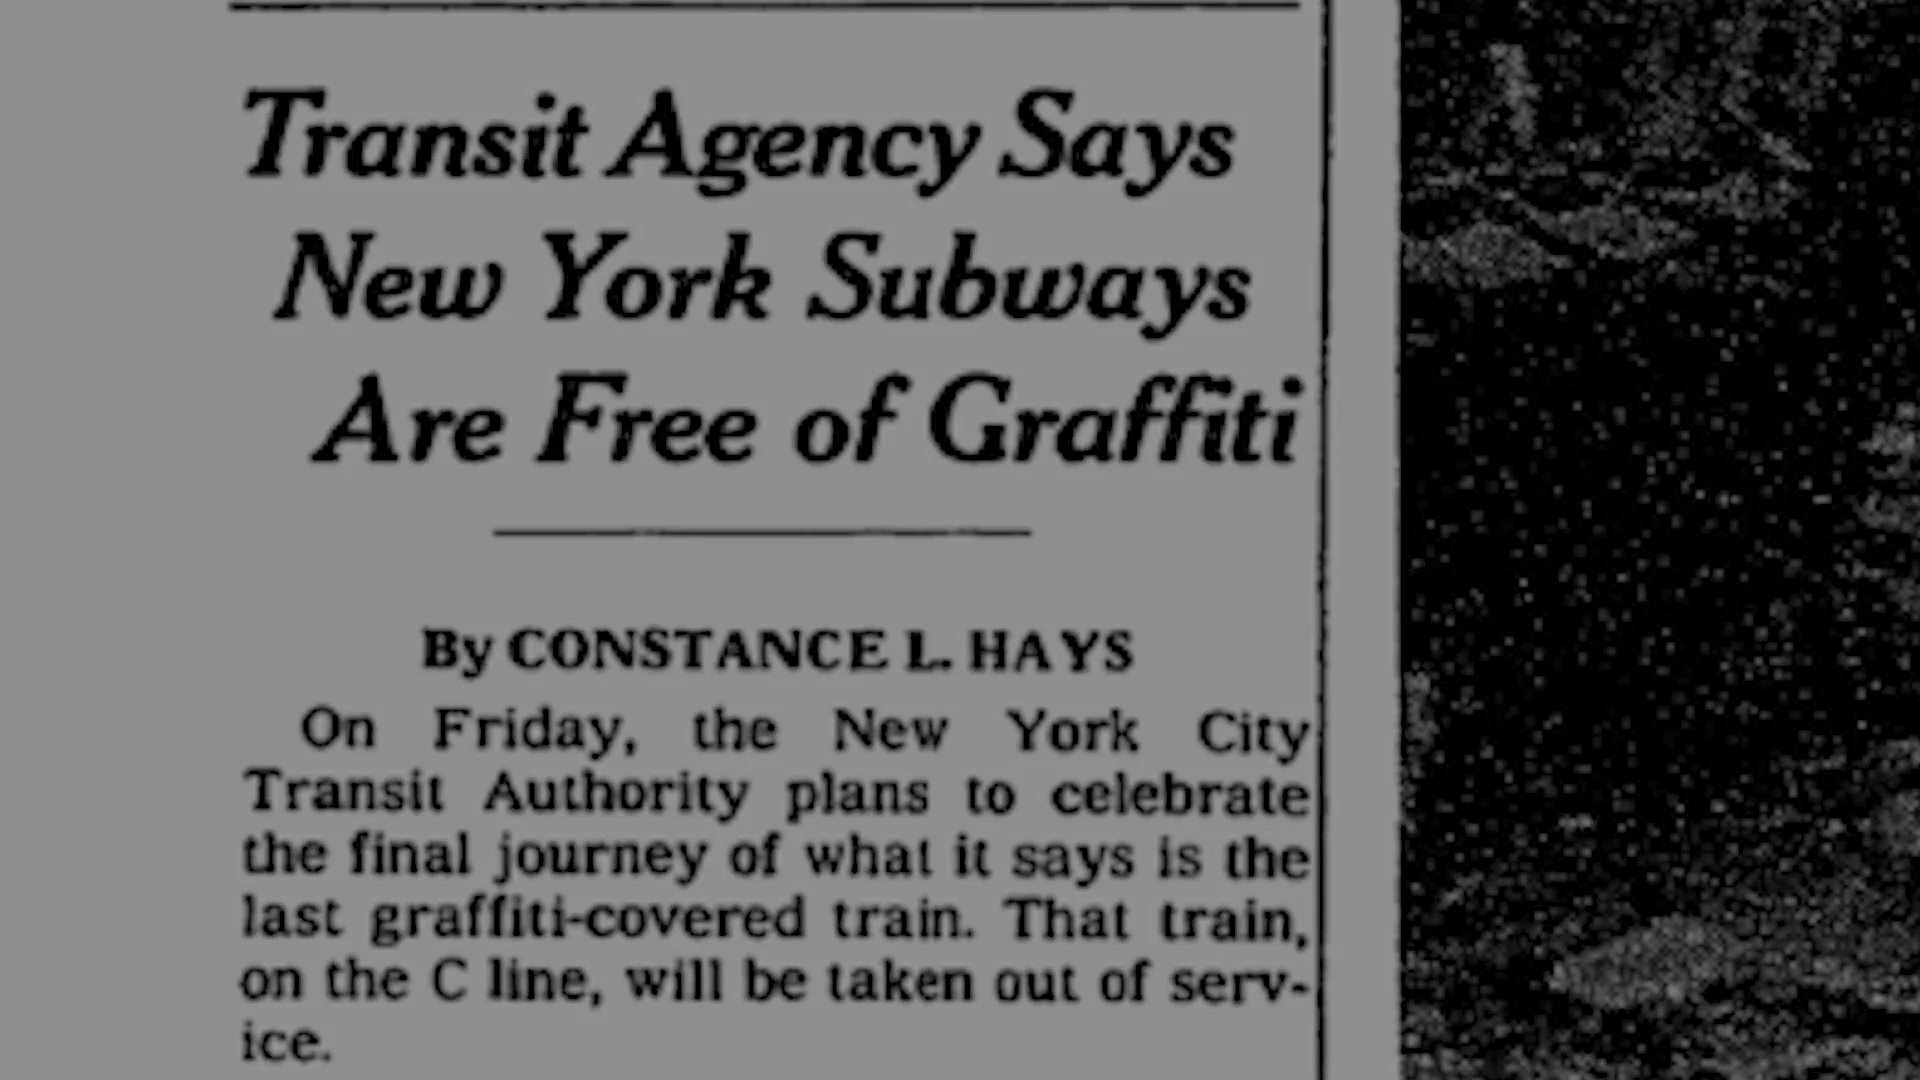 Transit Agency Says
New York Subways
Are Free of Graffiti
By CONSTANCE L. HAYS
On Friday, the New York City
Transit Authority plans to celebrate
the final journey of what it says is the
last graffiti-covered train. That train,
on the C line, will be taken out of serv-
ice.